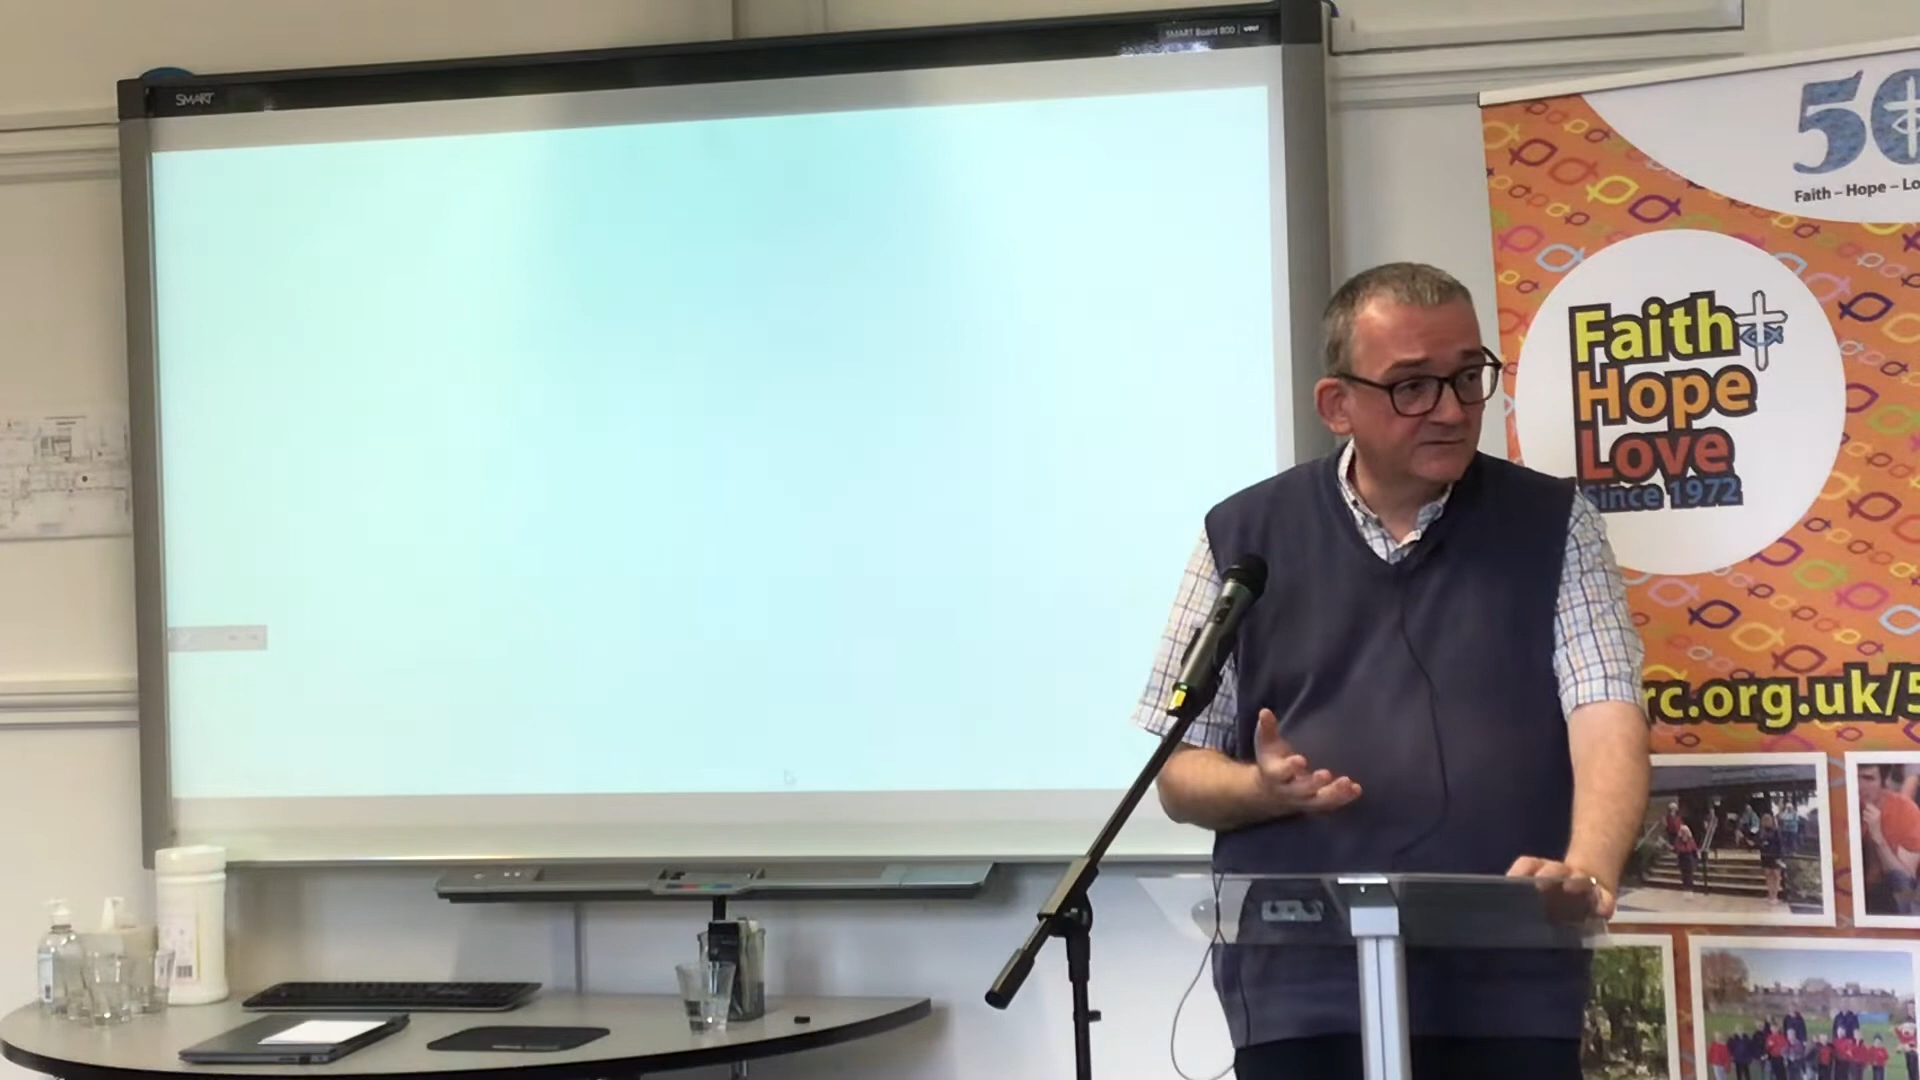 SMART Board 800
SMART
50
Faith – Hope – Lo
Faith
Hope
Love
Since 1972
rc.org.uk/5